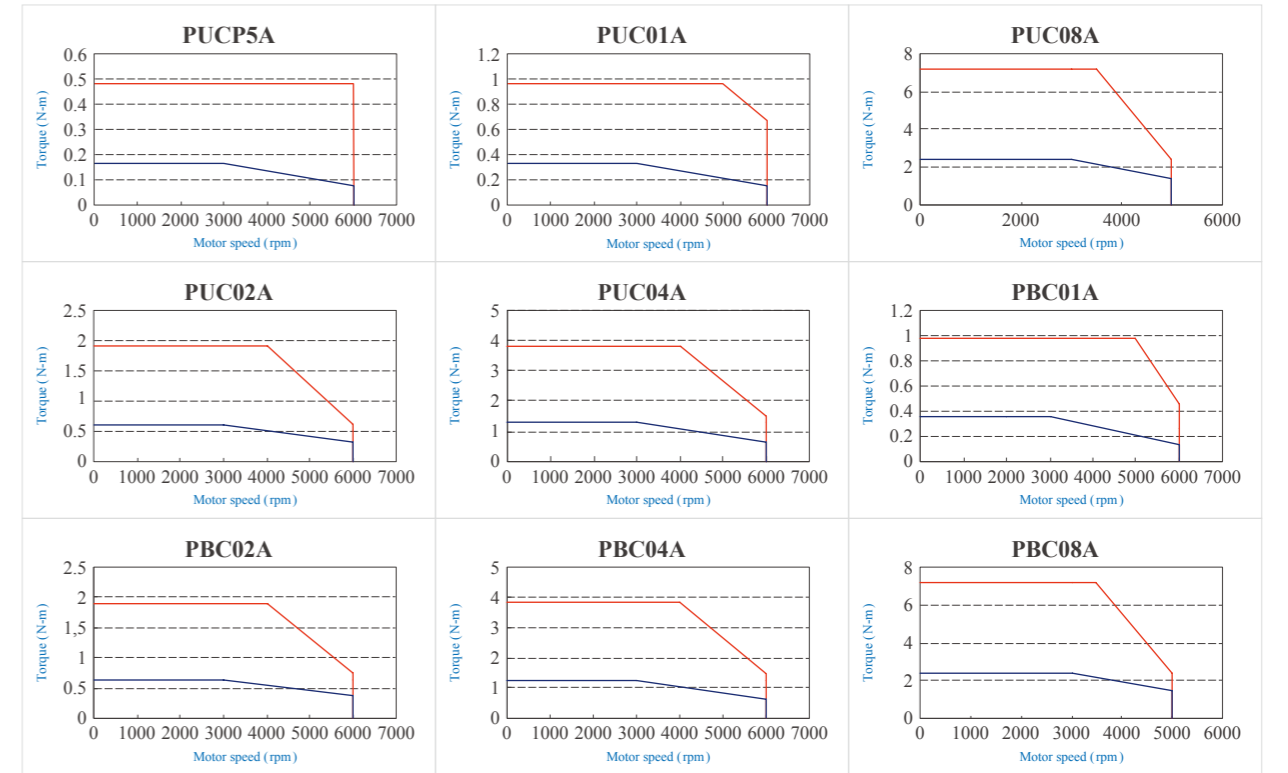 PUCP5A
0.6
0.5
0.4
0.3
0.2
0.1
0
Torque (N-m)
0 1000 2000 3000 4000 5000 6000 7000
Motor speed (rpm)
PUC01A
1.2
1
0.8
0.6
0.4
0.2
0
Torque (N-m)
0 1000 2000 3000 4000 5000 6000 7000
Motor speed (rpm)
PUC08A
8
6
4
2
0
Torque (N-m)
0 2000 4000 6000
Motor speed (rpm)
PUC02A
2.5
2
1.5
1
0.5
0
Torque (N-m)
0 1000 2000 3000 4000 5000 6000 7000
Motor speed (rpm)
PUC04A
5
4
3
2
1
0
Torque (N-m)
0 1000 2000 3000 4000 5000 6000 7000
Motor speed (rpm)
PBC01A
1.2
1
0.8
0.6
0.4
0.2
0
Torque (N-m)
0 1000 2000 3000 4000 5000 6000 7000
Motor speed (rpm)
PBC02A
2.5
2
1.5
1
0.5
0
Torque (N-m)
0 1000 2000 3000 4000 5000 6000 7000
Motor speed (rpm)
PBC04A
5
4
3
2
1
0
Torque (N-m)
0 1000 2000 3000 4000 5000 6000 7000
Motor speed (rpm)
PBC08A
8
6
4
2
0
Torque (N-m)
0 1000 2000 3000 4000 5000 6000
Motor speed (rpm)